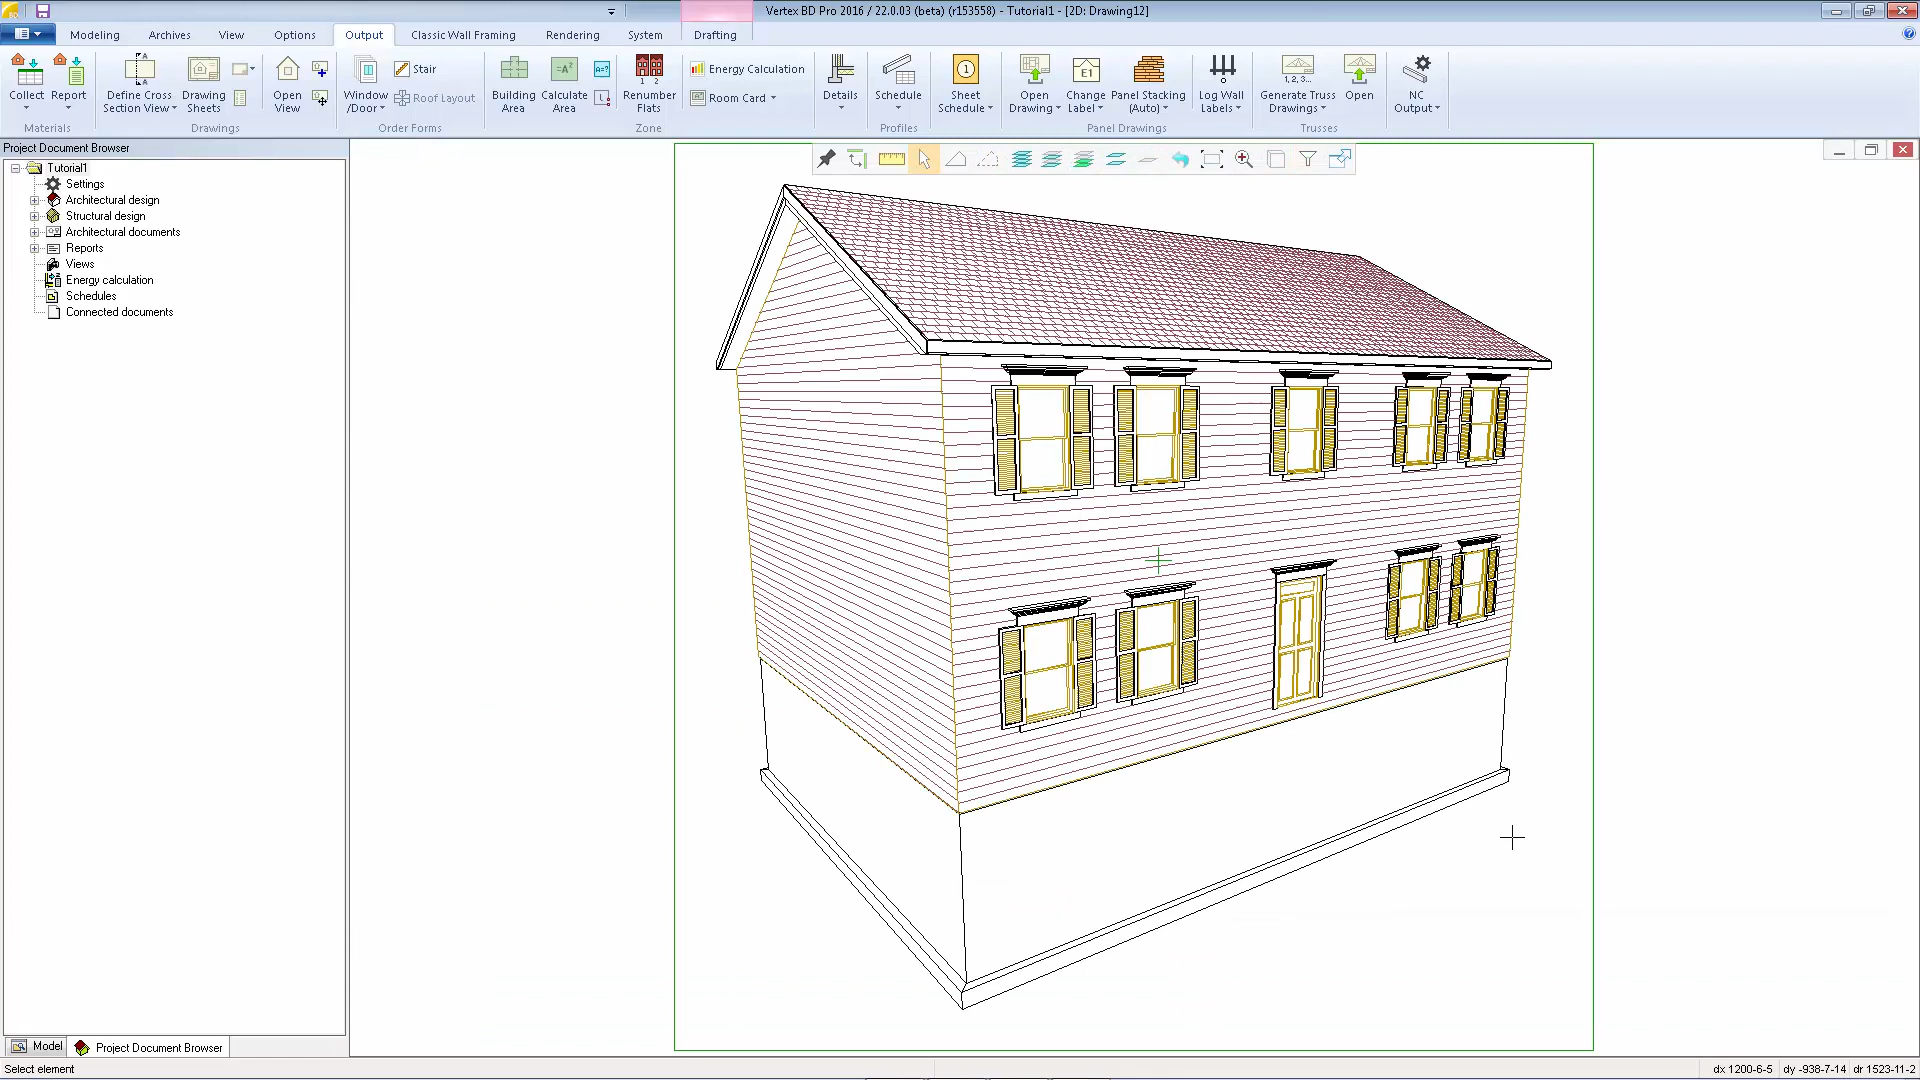 Vertex BD Pro 2016 / 22.0.03 (beta) (r153558) - Tutorial1 - [2D: Drawing12]
Modeling Archives View Options Output Classic Wall Framing Rendering System Drafting
Collect Report
Materials
Define Cross Section View
Drawing Sheets
Open View
Drawings
Window /Door
Stair
Roof Layout
Order Forms
Building Area
Calculate Area
Renumber Flats
Energy Calculation
Room Card
Zone
Details
Schedule
Profiles
Sheet Schedule
Open Drawing
E1
Change Label
Panel Stacking (Auto)
Panel Drawings
Log Wall Labels
1, 2, 3...
Generate Truss Drawings
Open
Trusses
NC Output
Project Document Browser
Tutorial1
Settings
Architectural design
Structural design
Architectural documents
Reports
Views
Energy calculation
Schedules
Connected documents
Model Project Document Browser
Select element dx 1200-6-5 dy -938-7-14 dr 1523-11-2